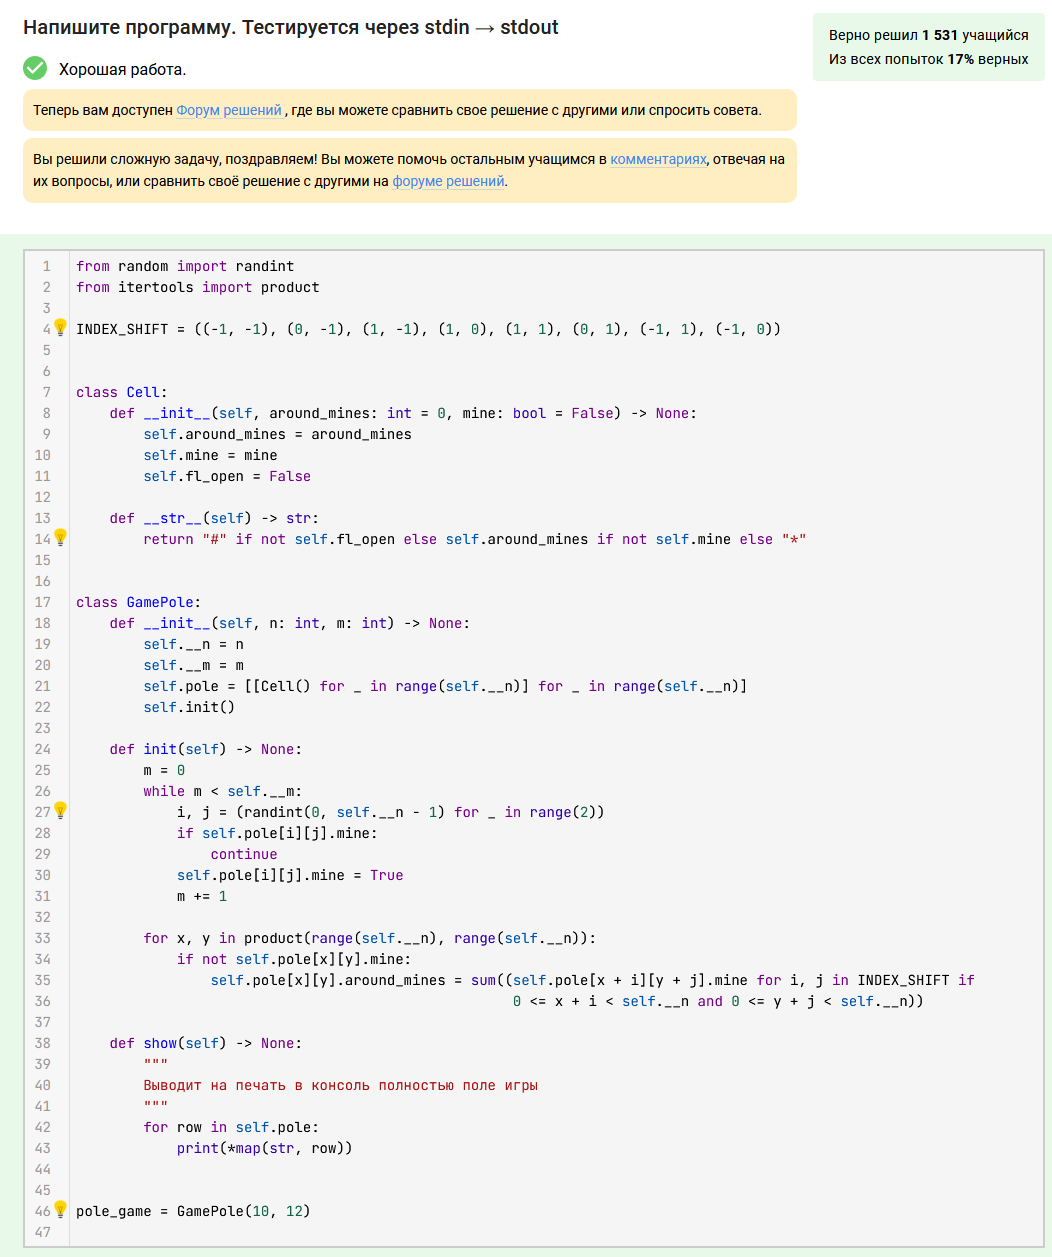 Напишите программу. Тестируется через stdin → stdout
Верно решил 1 531 учащийся
Из всех попыток 17% верных
Хорошая работа.
Теперь вам доступен Форум решений , где вы можете сравнить свое решение с другими или спросить совета.
Вы решили сложную задачу, поздравляем! Вы можете помочь остальным учащимся в комментариях, отвечая на
их вопросы, или сравнить своё решение с другими на форуме решений.
1 from random import randint
2 from itertools import product
3
4 INDEX_SHIFT = ((-1, -1), (0, -1), (1, -1), (1, 0), (1, 1), (0, 1), (-1, 1), (-1, 0))
5
6
7 class Cell:
8     def __init__(self, around_mines: int = 0, mine: bool = False) -> None:
9         self.around_mines = around_mines
10         self.mine = mine
11         self.fl_open = False
12
13     def __str__(self) -> str:
14         return "#" if not self.fl_open else self.around_mines if not self.mine else "*"
15
16
17 class GamePole:
18     def __init__(self, n: int, m: int) -> None:
19         self.__n = n
20         self.__m = m
21         self.pole = [[Cell() for _ in range(self.__n)] for _ in range(self.__n)]
22         self.init()
23
24     def init(self) -> None:
25         m = 0
26         while m < self.__m:
27             i, j = (randint(0, self.__n - 1) for _ in range(2))
28             if self.pole[i][j].mine:
29                 continue
30             self.pole[i][j].mine = True
31             m += 1
32
33         for x, y in product(range(self.__n), range(self.__n)):
34             if not self.pole[x][y].mine:
35                 self.pole[x][y].around_mines = sum((self.pole[x + i][y + j].mine for i, j in INDEX_SHIFT if
36                                                     0 <= x + i < self.__n and 0 <= y + j < self.__n))
37
38     def show(self) -> None:
39         """
40         Выводит на печать в консоль полностью поле игры
41         """
42         for row in self.pole:
43             print(*map(str, row))
44
45
46 pole_game = GamePole(10, 12)
47